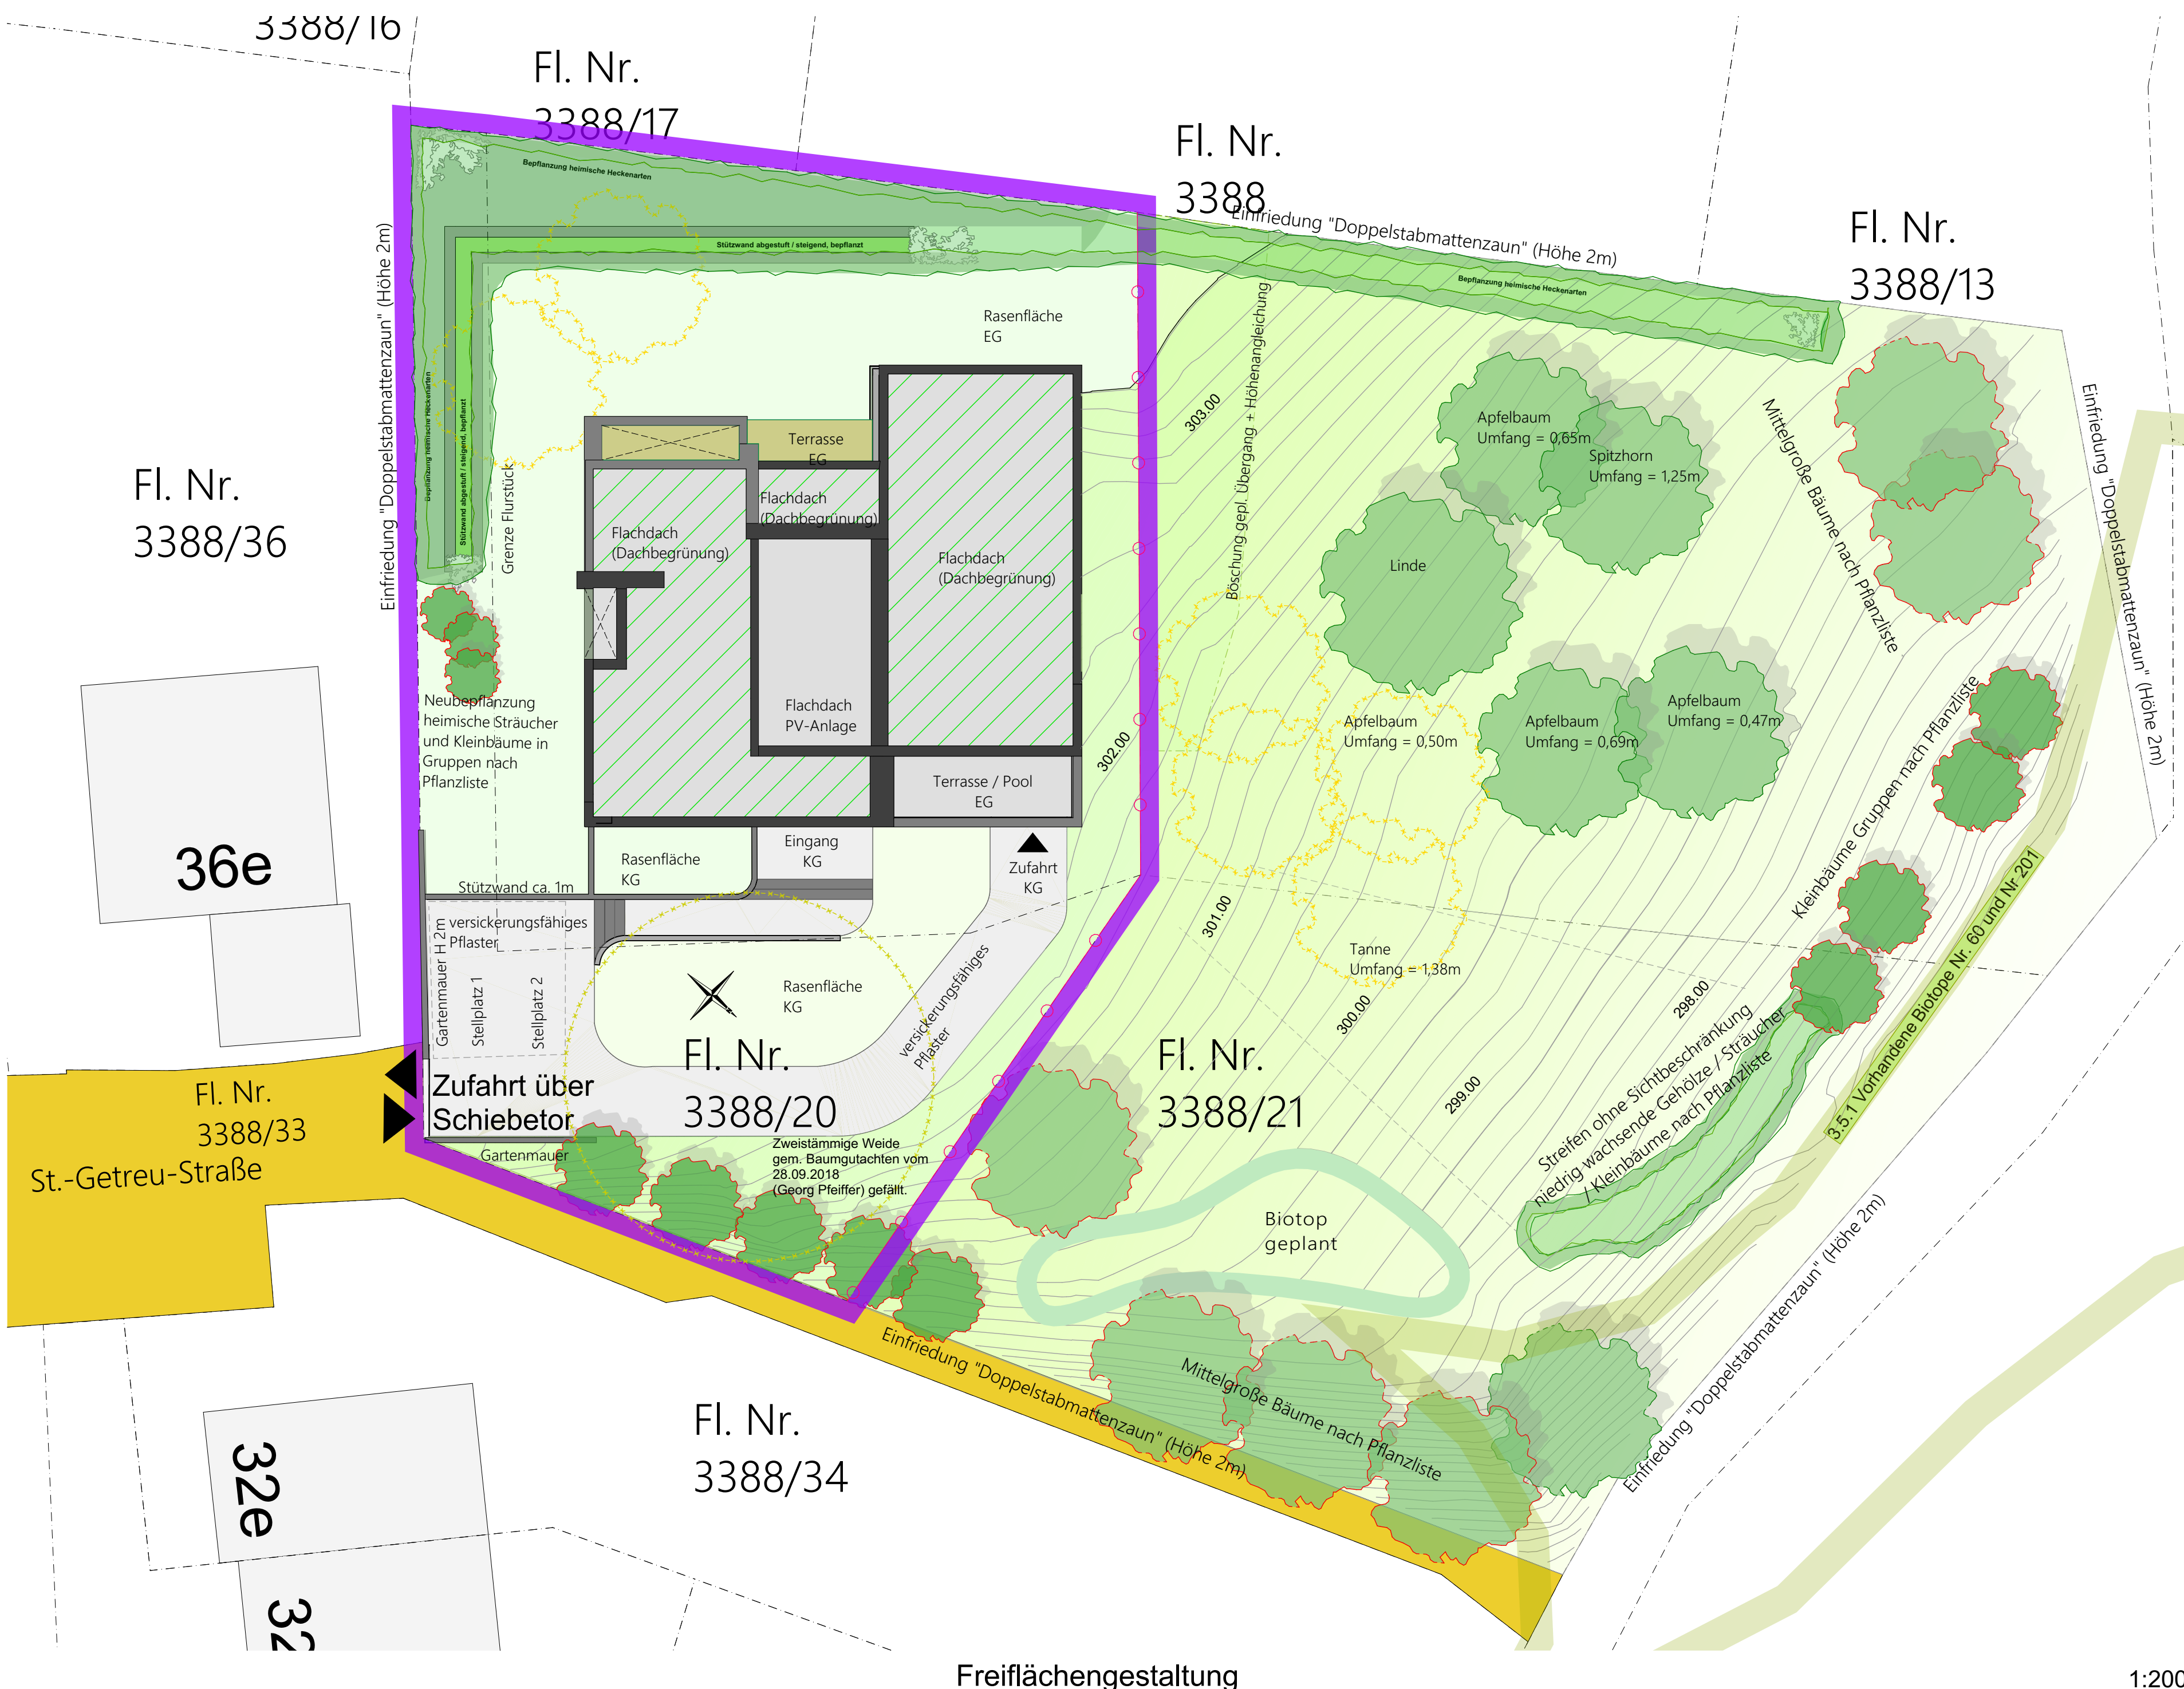 3388/16
Fl. Nr.
3388/17
Fl. Nr.
3388
Fl. Nr.
3388/13
Bepflanzung heimische Heckenarten
Einfriedung "Doppelstabmattenzaun" (Höhe 2m)
Stützwand abgestuft / steigend, bepflanzt
Bepflanzung heimische Heckenarten
Rasenfläche
EG
Einfriedung "Doppelstabmattenzaun" (Höhe 2m)
Bepflanzung heimische Heckenarten
Stützwand abgestuft / steigend, bepflanzt
Grenze Flurstück
Böschung gepl. Übergang + Höhenangleichung
303.00
Terrasse
EG
Flachdach
(Dachbegrünung)
Flachdach
(Dachbegrünung)
Flachdach
(Dachbegrünung)
Apfelbaum
Umfang = 0,65m
Spitzhorn
Umfang = 1,25m
Mittelgroße Bäume nach Pflanzliste
Einfriedung "Doppelstabmattenzaun" (Höhe 2m)
Fl. Nr.
3388/36
Linde
Neubepflanzung
heimische Sträucher
und Kleinbäume in
Gruppen nach
Pflanzliste
Flachdach
PV-Anlage
302.00
Apfelbaum
Umfang = 0,50m
Apfelbaum
Umfang = 0,69m
Apfelbaum
Umfang = 0,47m
Kleinbäume Gruppen nach Pflanzliste
Terrasse / Pool
EG
36e
Rasenfläche
KG
Eingang
KG
Zufahrt
KG
Stützwand ca. 1m
versickerungsfähiges
Pflaster
Gartenmauer H 2m
Stellplatz 1
Stellplatz 2
Rasenfläche
KG
versickerungsfähiges
Pflaster
301.00
Tanne
Umfang = 1,38m
300.00
299.00
298.00
3.5.1 Vorhandene Biotope Nr. 60 und Nr 201
Streifen ohne Sichtbeschränkung
niedrig wachsende Gehölze / Sträucher
/ Kleinbäume nach Pflanzliste
Fl. Nr.
3388/33
St.-Getreu-Straße
Zufahrt über
Schiebetor
Fl. Nr.
3388/20
Fl. Nr.
3388/21
Gartenmauer
Zweistämmige Weide
gem. Baumgutachten vom
28.09.2018
(Georg Pfeiffer) gefällt.
Biotop
geplant
Einfriedung "Doppelstabmattenzaun" (Höhe 2m)
Einfriedung "Doppelstabmattenzaun" (Höhe 2m)
Mittelgroße Bäume nach Pflanzliste
Fl. Nr.
3388/34
32e
32
Freiflächengestaltung
1:200